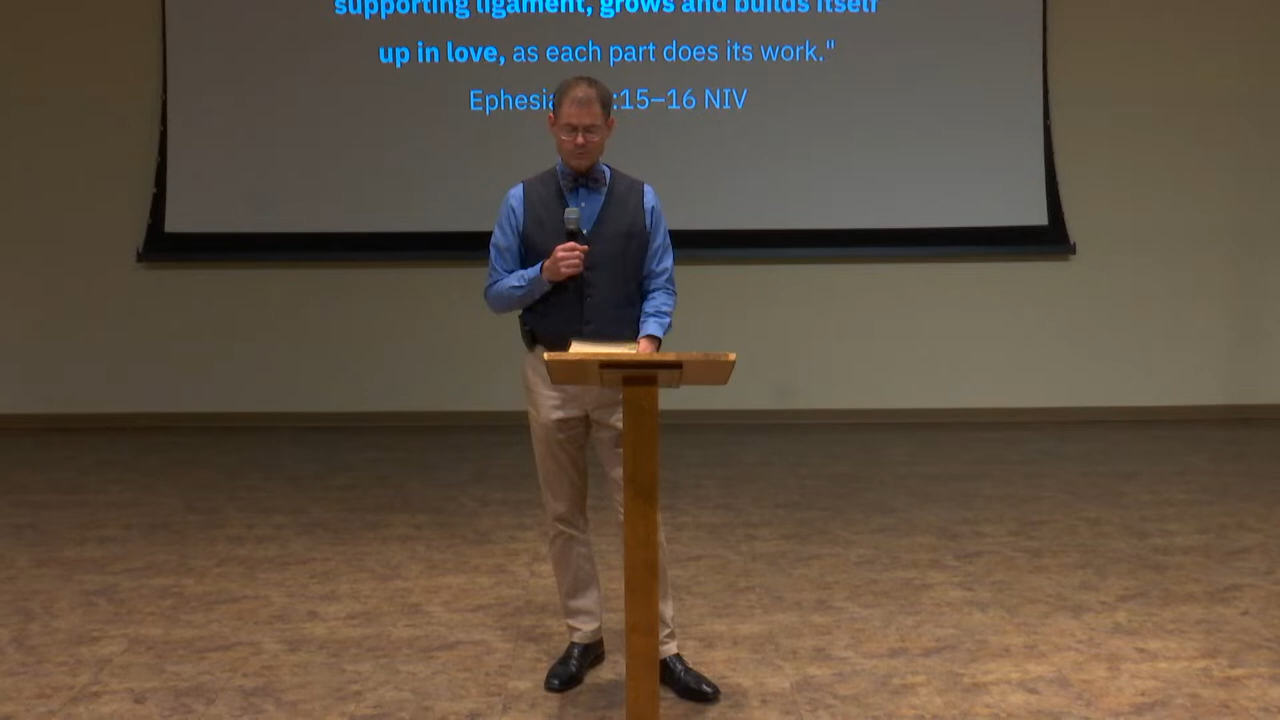 supporting ligament, grows and builds itself
up in love, as each part does its work."
:15–16 NIV